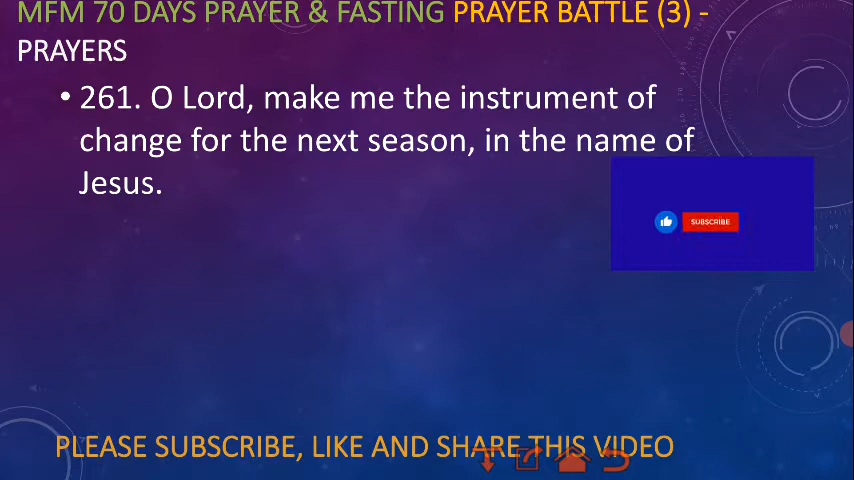 MFM 70 DAYS PRAYER & FASTING PRAYER BATTLE (3) -
PRAYERS
• 261. O Lord, make me the instrument of
change for the next season, in the name of
Jesus.
SUBSCRIBE
PLEASE SUBSCRIBE, LIKE AND SHARE THIS VIDEO